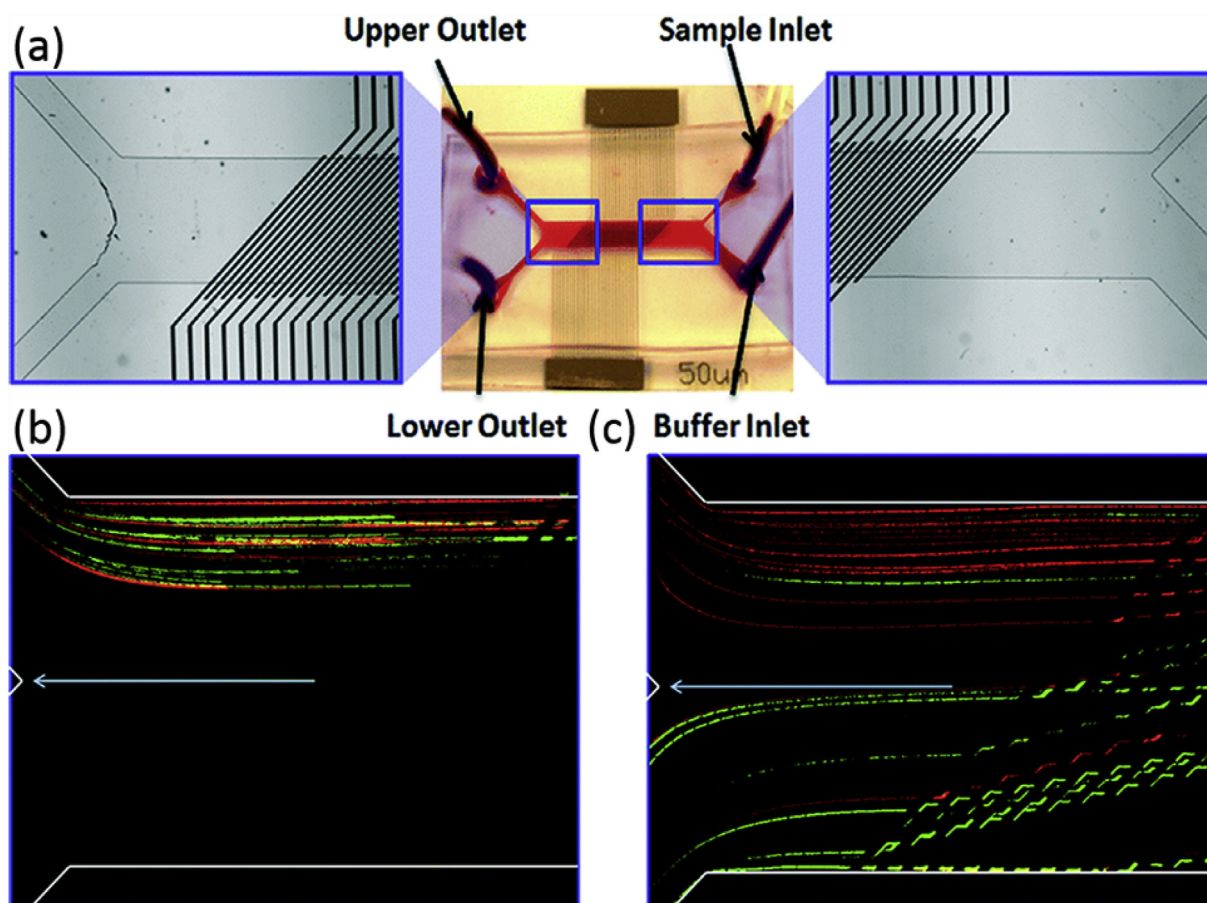 (a)
Upper Outlet
Sample Inlet
50um
Lower Outlet
Buffer Inlet
(b)
(c)